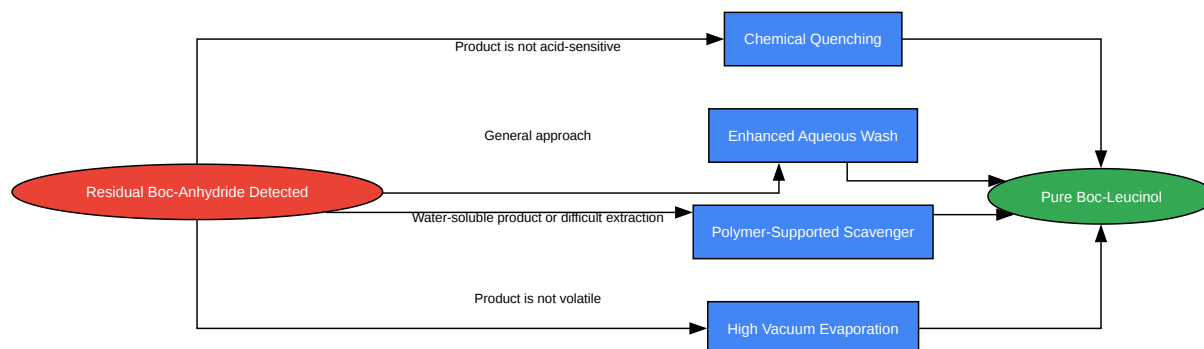 Chemical Quenching
Product is not acid-sensitive
General approach
Enhanced Aqueous Wash
Residual Boc-Anhydride Detected
Pure Boc-Leucinol
Water-soluble product or difficult extraction
Polymer-Supported Scavenger
Product is not volatile
High Vacuum Evaporation